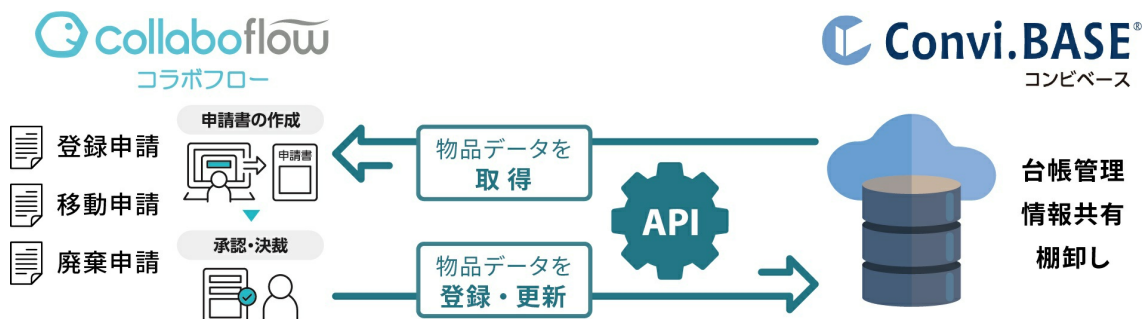 collaboflow
コラボフロー
Convi.BASE®
コンビベース
登録申請
移動申請
廃棄申請
申請書の作成
申請書
承認・決裁
物品データを
取得
API
物品データを
登録・更新
台帳管理
情報共有
棚卸し